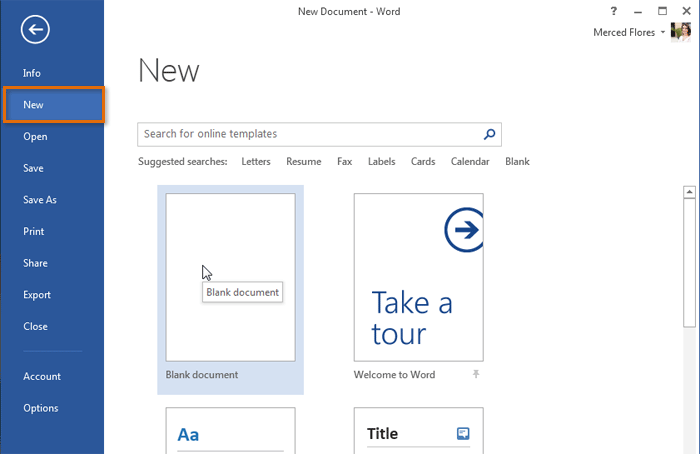 New Document - Word
?
Merced Flores
Info
New
Open
Save
Save As
Print
Share
Export
Close
Account
Options
New
Search for online templates
Suggested searches: Letters Resume Fax Labels Cards Calendar Blank
Blank document
Take a
tour
Blank document
Welcome to Word
Aa
Title